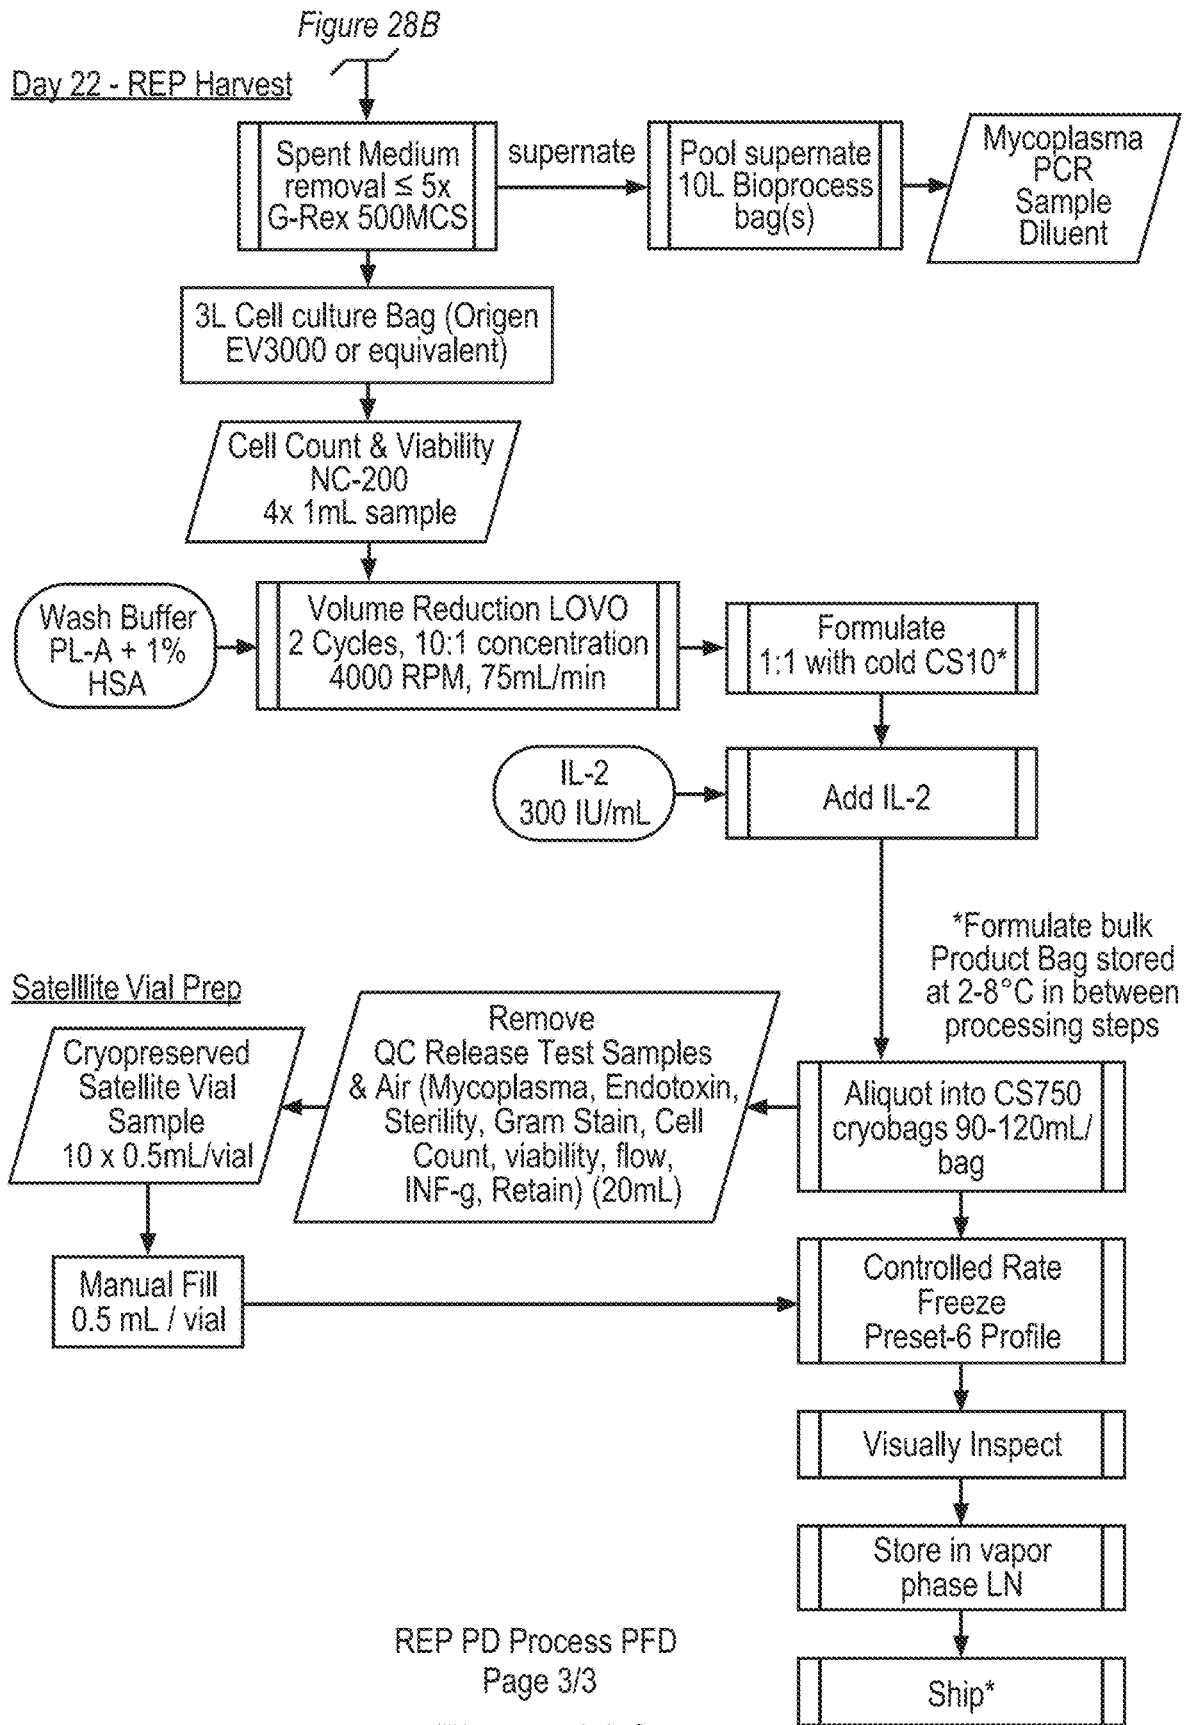 Figure 28B
Day 22 - REP Harvest
Spent Medium
removal ≤ 5x
G-Rex 500MCS
supernate
Pool supernate
10L Bioprocess
bag(s)
Mycoplasma
PCR
Sample
Diluent
3L Cell culture Bag (Origen
EV3000 or equivalent)
Cell Count & Viability
NC-200
4x 1mL sample
Wash Buffer
PL-A + 1%
HSA
Volume Reduction LOVO
2 Cycles, 10:1 concentration
4000 RPM, 75mL/min
Formulate
1:1 with cold CS10*
IL-2
300 IU/mL
Add IL-2
*Formulate bulk
Product Bag stored
at 2-8°C in between
processing steps
Satelllite Vial Prep
Cryopreserved
Satellite Vial
Sample
10 x 0.5mL/vial
Remove
QC Release Test Samples
& Air (Mycoplasma, Endotoxin,
Sterility, Gram Stain, Cell
Count, viability, flow,
INF-g, Retain) (20mL)
Aliquot into CS750
cryobags 90-120mL/
bag
Manual Fill
0.5 mL / vial
Controlled Rate
Freeze
Preset-6 Profile
Visually Inspect
Store in vapor
phase LN
Ship*
REP PD Process PFD
Page 3/3